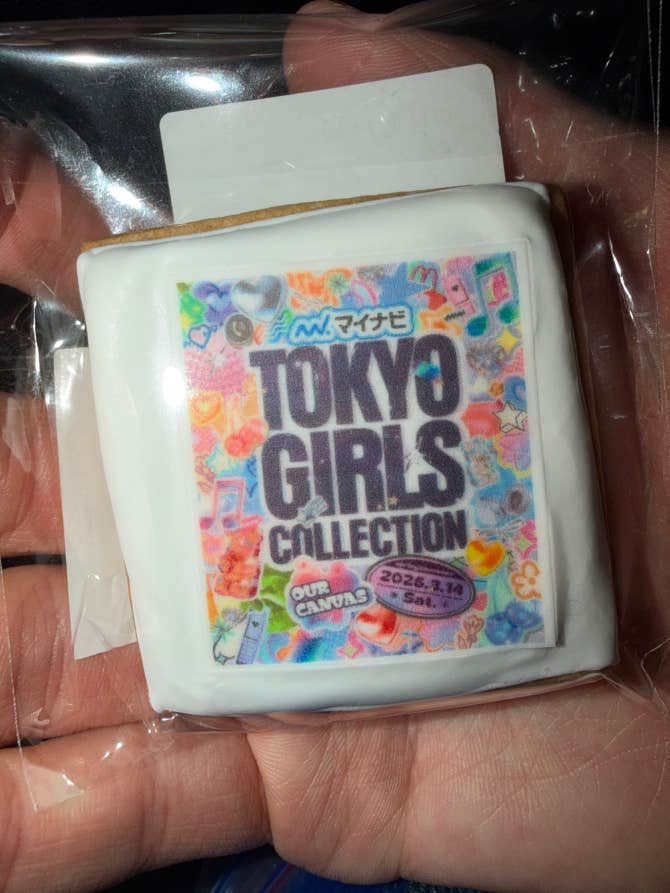 マイナビ
TOKYO
GIRLS
COLLECTION
OUR
CANVAS
2026.3.14
Sat.